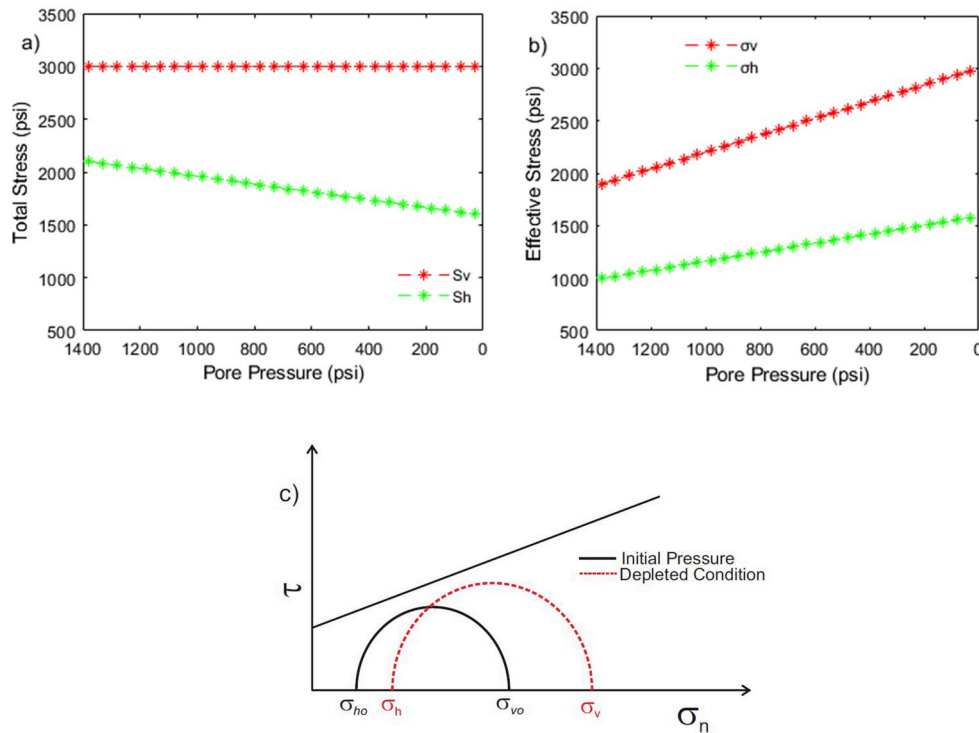 a)
3500
3000
2500
2000
1500
1000
500
Total Stress (psi)
Sv
Sh
1400 1200 1000 800 600 400 200 0
Pore Pressure (psi)
b)
3500
3000
2500
2000
1500
1000
500
Effective Stress (psi)
σv
σh
1400 1200 1000 800 600 400 200 0
Pore Pressure (psi)
c)
τ
Initial Pressure
Depleted Condition
σho σh σvo σv
σn